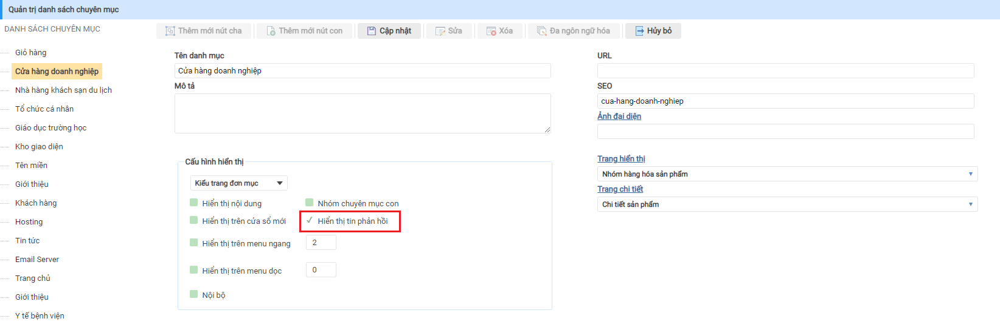 Quản trị danh sách chuyên mục
DANH SÁCH CHUYÊN MỤC
Thêm mới nút cha
Thêm mới nút con
Cập nhật
Sửa
Xóa
Đa ngôn ngữ hóa
Hủy bỏ
Giỏ hàng
Cửa hàng doanh nghiệp
Nhà hàng khách sạn du lịch
Tổ chức cá nhân
Giáo dục trường học
Kho giao diện
Tên miền
Giới thiệu
Khách hàng
Hosting
Tin tức
Email Server
Trang chủ
Giới thiệu
Y tế bệnh viện
Tên danh mục
Cửa hàng doanh nghiệp
Mô tả
Cấu hình hiển thị
Kiểu trang đơn mục
Hiển thị nội dung
Nhóm chuyên mục con
Hiển thị trên cửa sổ mới
Hiển thị tin phản hồi
Hiển thị trên menu ngang
2
Hiển thị trên menu dọc
0
Nội bộ
URL
SEO
cua-hang-doanh-nghiep
Ảnh đại diện
Trang hiển thị
Nhóm hàng hóa sản phẩm
Trang chi tiết
Chi tiết sản phẩm